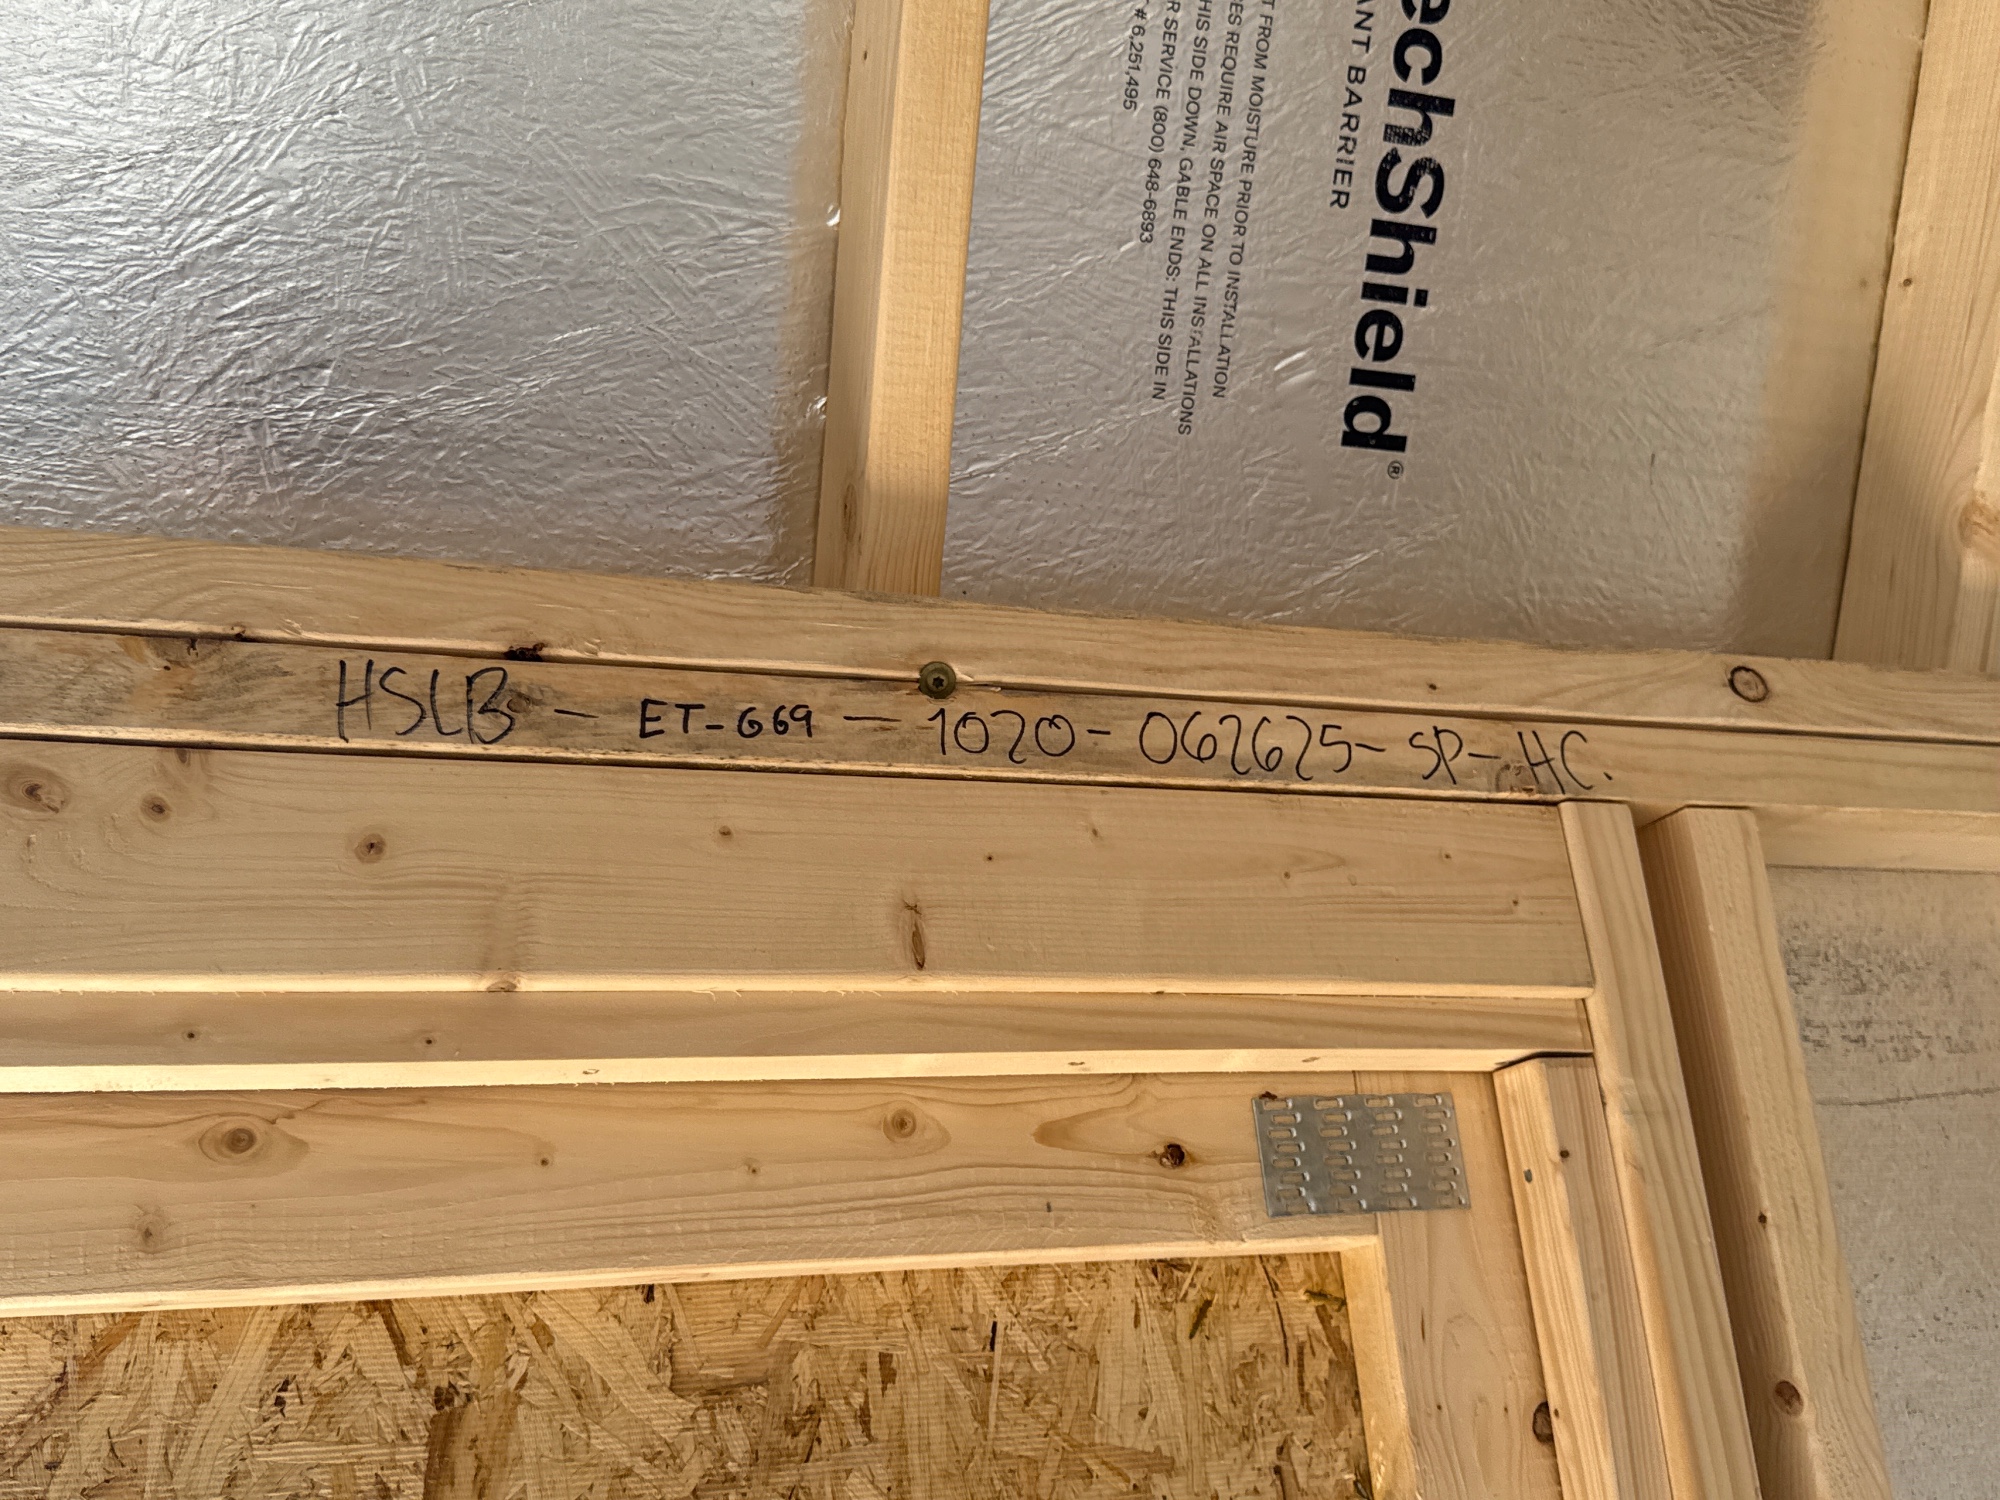 echShield®
ANT BARRIER
T FROM MOISTURE PRIOR TO INSTALLATION
ES REQUIRE AIR SPACE ON ALL INSTALLATIONS
HIS SIDE DOWN, GABLE ENDS: THIS SIDE IN
R SERVICE (800) 648-6893
# 6,251,495
HSLB - ET-G69 - 1020- 062625- SP- HC.